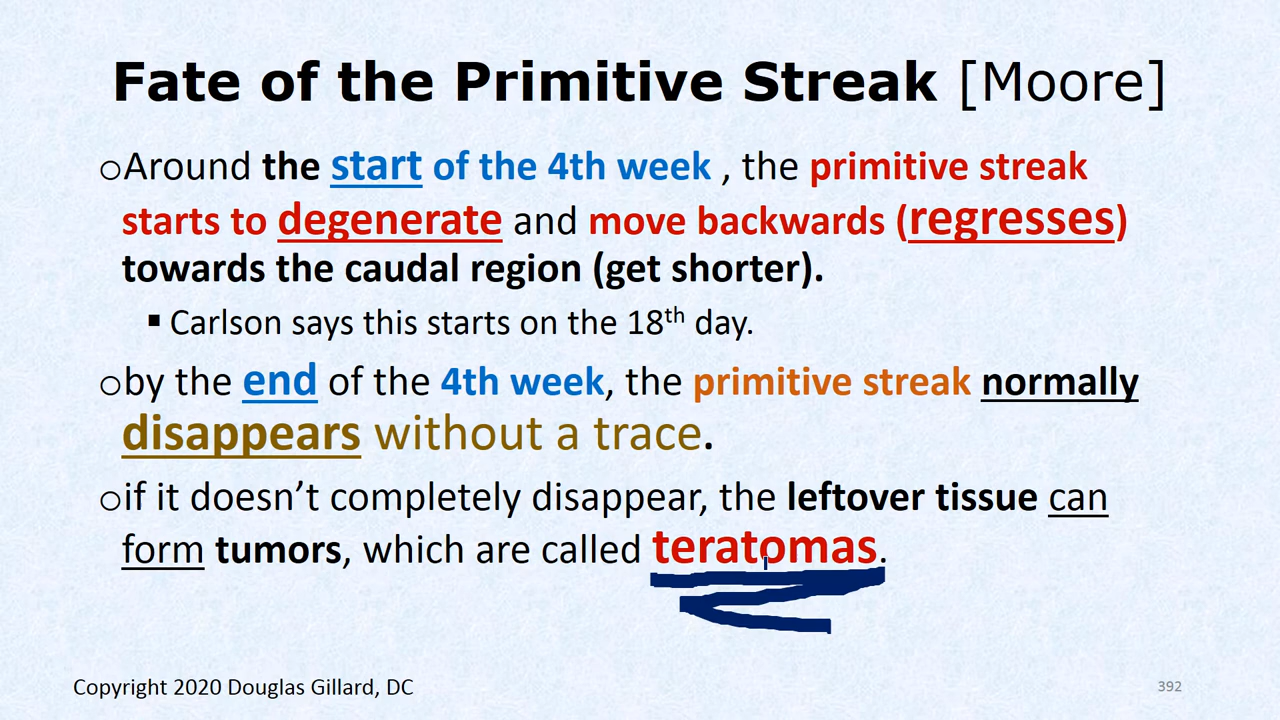 Fate of the Primitive Streak [Moore]
oAround the start of the 4th week , the primitive streak
starts to degenerate and move backwards (regresses)
towards the caudal region (get shorter).
▪ Carlson says this starts on the 18th day.
oby the end of the 4th week, the primitive streak normally
disappears without a trace.
oif it doesn’t completely disappear, the leftover tissue can
form tumors, which are called teratomas.
Copyright 2020 Douglas Gillard, DC
392